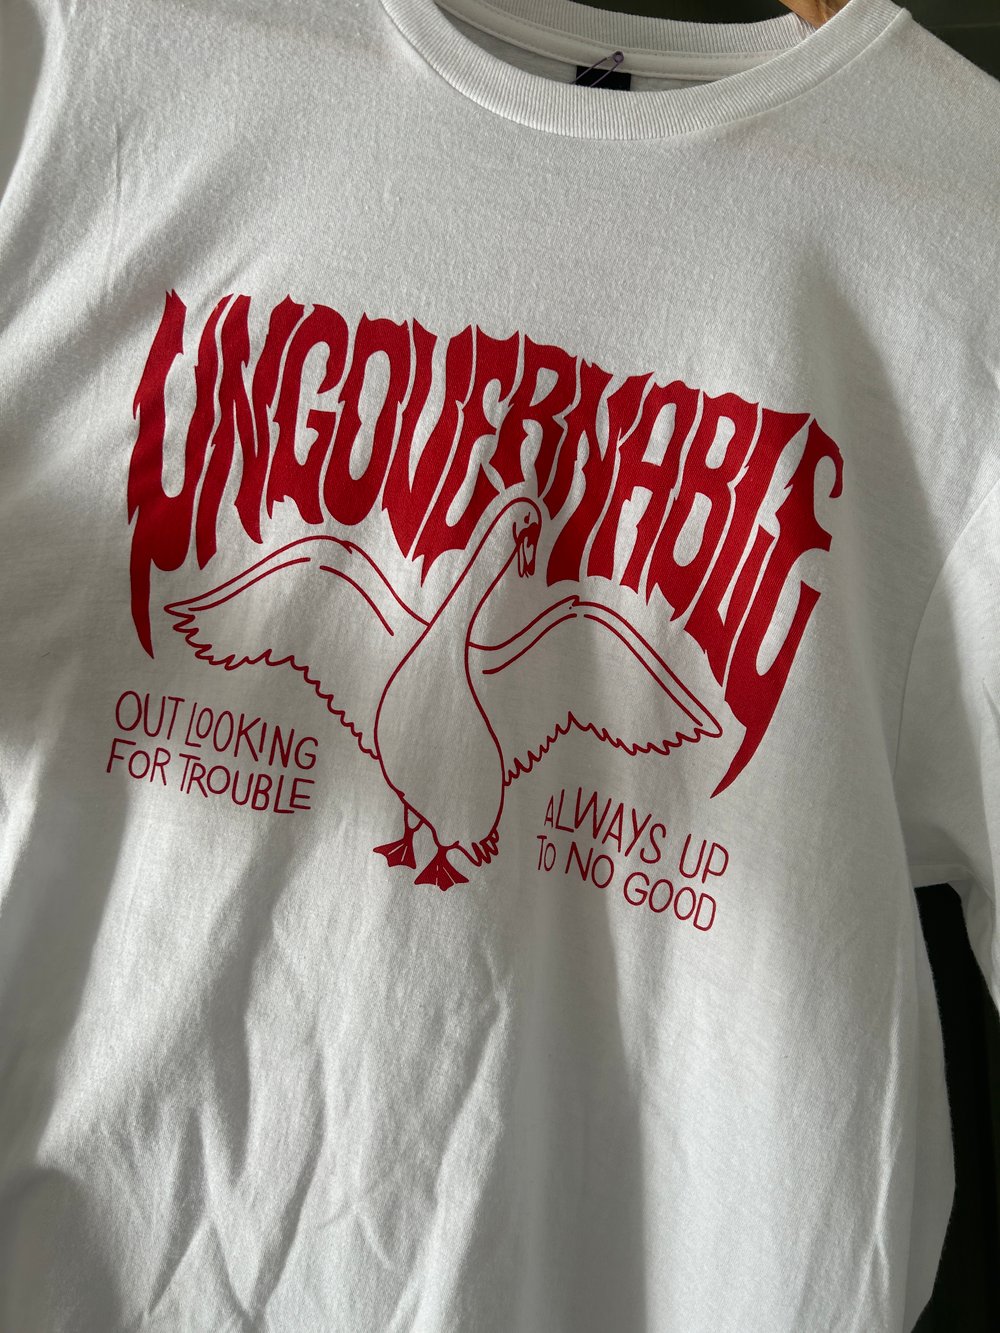 UNGOVERNABLE
OUT LOOKING
FOR TROUBLE
ALWAYS UP
TO NO GOOD